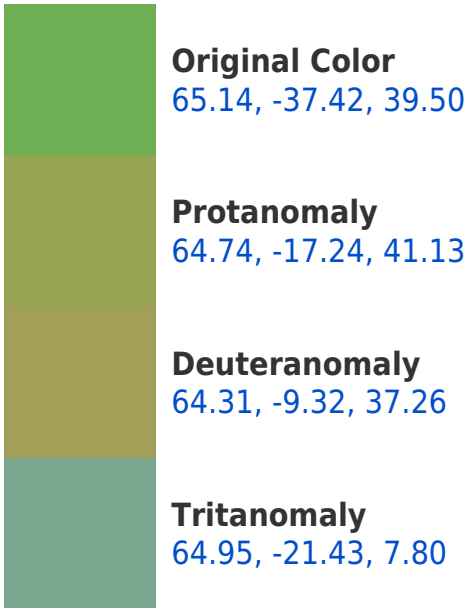 Original Color
65.14, -37.42, 39.50
Protanomaly
64.74, -17.24, 41.13
Deuteranomaly
64.31, -9.32, 37.26
Tritanomaly
64.95, -21.43, 7.80